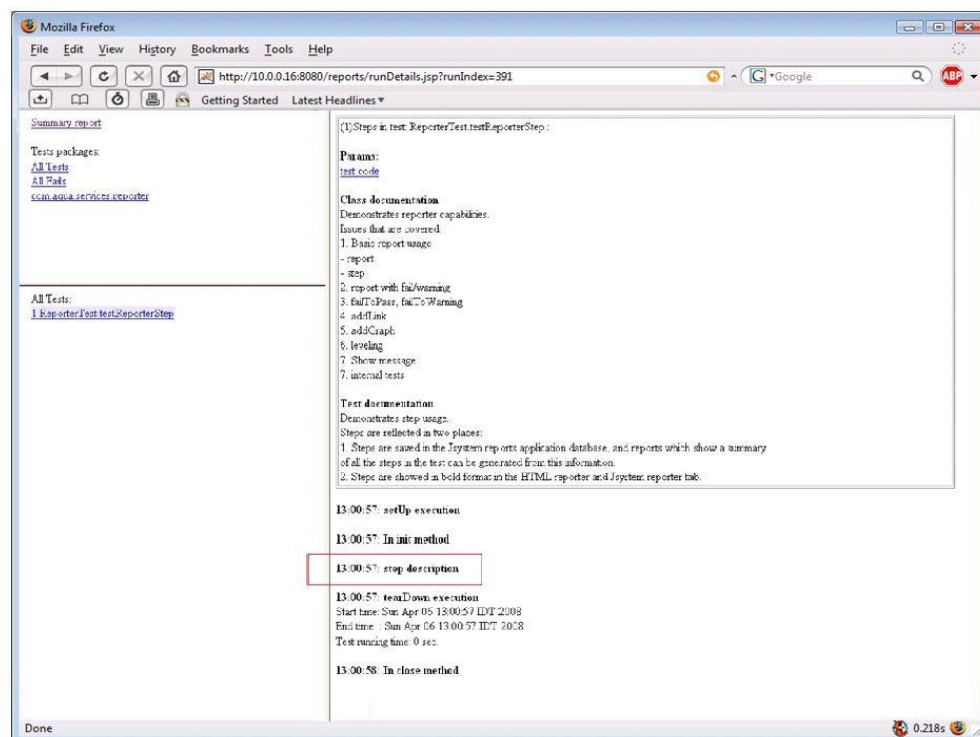 Mozilla Firefox
File Edit View History Bookmarks Tools Help
http://10.0.0.16:8080/reports/runDetails.jsp?runIndex=391
Google
ABP
Getting Started Latest Headlines
Summary report
Tests packages:
All Tests
All Fails
com.aqua.services.reporter
All Tests:
1 ReporterTest.testReporterStep
(1)Steps in test: ReporterTest.testReporterStep :
Params:
test code
Class documentation
Demonstrates reporter capabilities.
Issues that are covered
1. Basic report usage
- report
- step
2. report with fail/warning
3. failToPass, failToWarning
4. addLink
5. addGraph
6. leveling
7. Show message
7. internal tests
Test documentation
Demonstrates step usage.
Steps are reflected in two places:
1. Steps are saved in the Jsystem reports application database, and reports which show a summary
of all the steps in the test can be generated from this information.
2. Steps are showed in bold format in the HTML reporter and Jsystem reporter tab.
13:00:57: setUp execution
13:00:57: In init method
13:00:57: step description
13:00:57: tearDown execution
Start time: Sun Apr 06 13:00:57 IDT 2008
End time : Sun Apr 06 13:00:57 IDT 2008
Test running time: 0 sec.
13:00:58: In close method
Done
0.218s